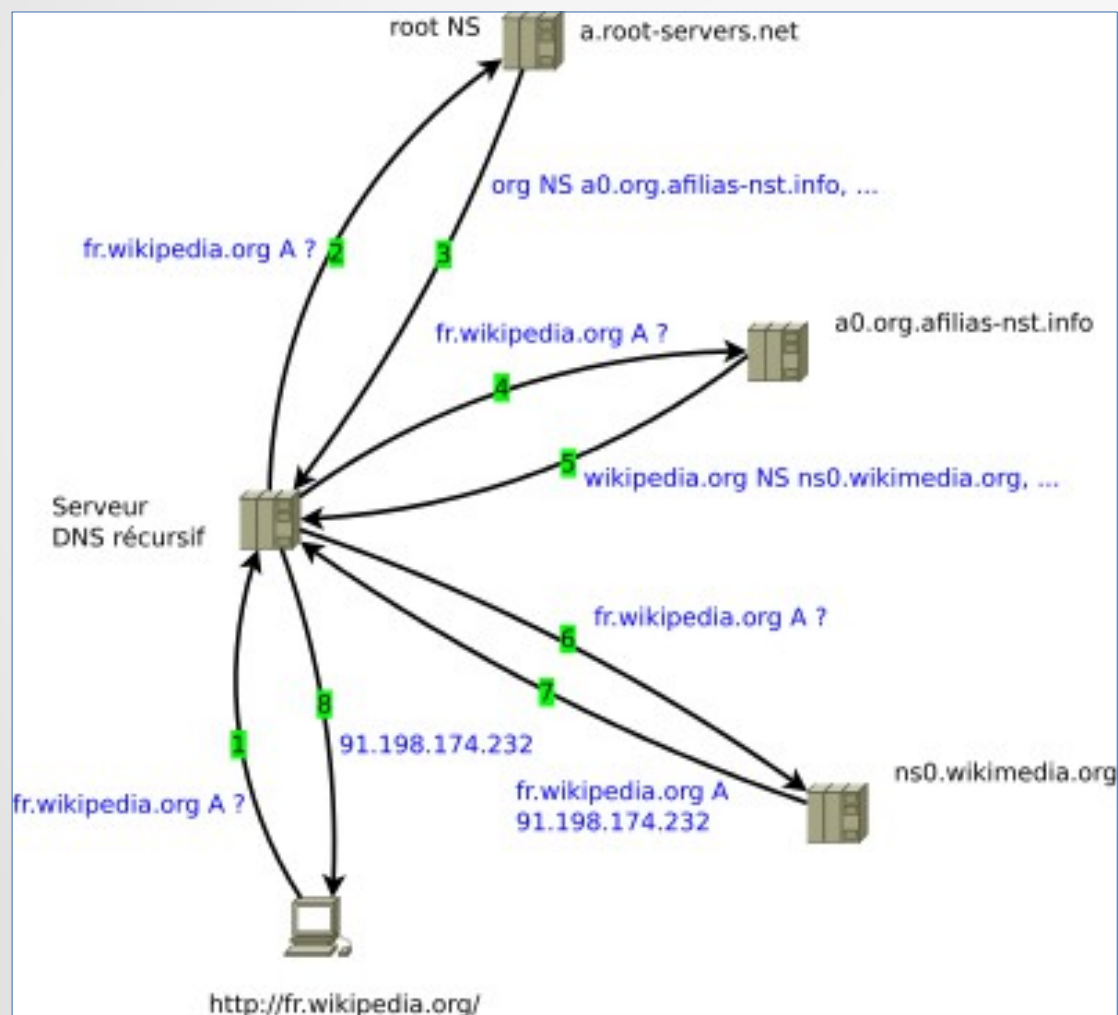 root NS
a.root-servers.net
org NS a0.org.afilias-nst.info, ...
fr.wikipedia.org A ?
2
3
a0.org.afilias-nst.info
fr.wikipedia.org A ?
4
5
wikipedia.org NS ns0.wikimedia.org, ...
Serveur
DNS récursif
fr.wikipedia.org A ?
6
7
8
1
91.198.174.232
ns0.wikimedia.org
fr.wikipedia.org A
91.198.174.232
fr.wikipedia.org A ?
http://fr.wikipedia.org/